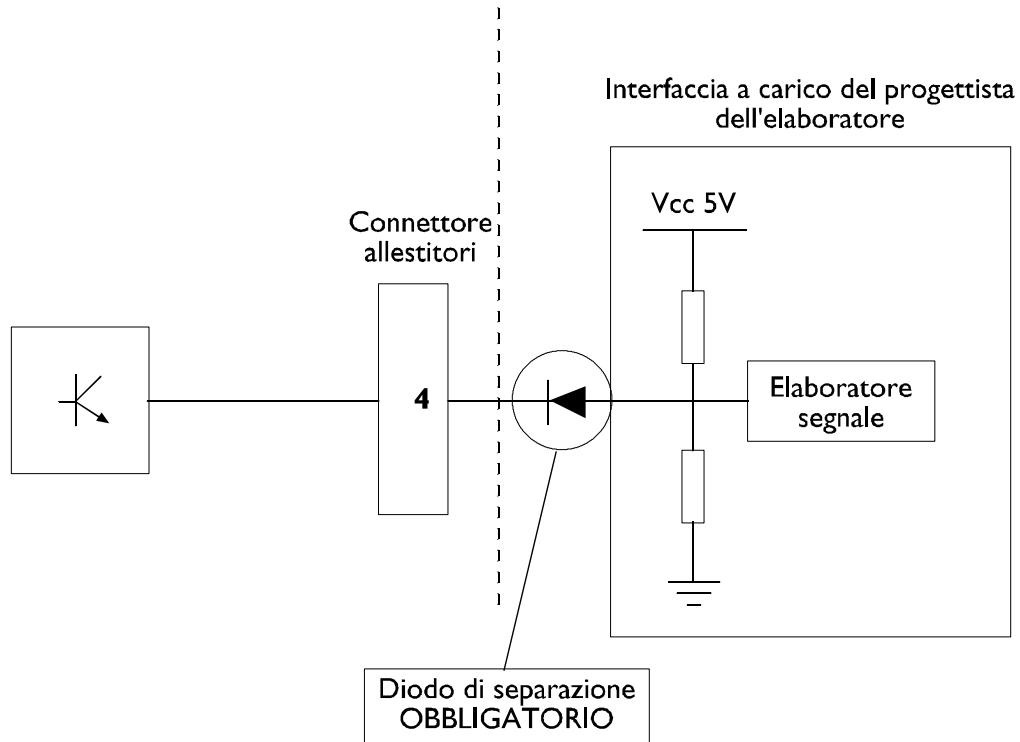 Interfaccia a carico del progettista
dell'elaboratore
Vcc 5V
Connettore
allestitori
4
Elaboratore
segnale
Diodo di separazione
OBBLIGATORIO